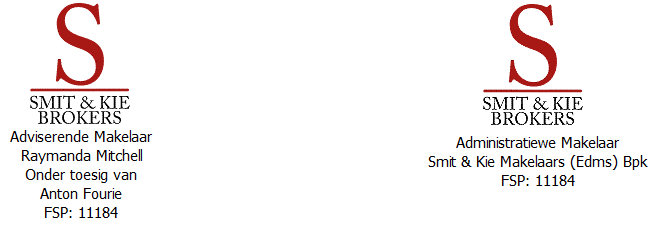 S
SMIT & KIE
BROKERS
Adviserende Makelaar
Raymanda Mitchell
Onder toesig van
Anton Fourie
FSP: 11184
S
SMIT & KIE
BROKERS
Administratiewe Makelaar
Smit & Kie Makelaars (Edms) Bpk
FSP: 11184